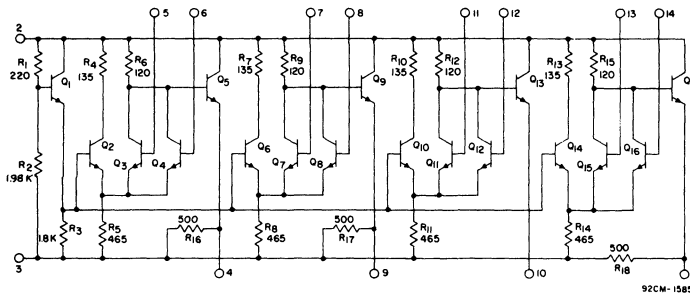 5 6 7 8 11 12 13 14
2
R1 220
R4 135
R6 120
Q1
Q5
R7 135
R9 120
Q9
R10 135
R12 120
Q13
R13 135
R15 120
Q
R2 1.98 K
Q2 Q3 Q4
Q6 Q7 Q8
Q10 Q11 Q12
Q14 Q15 Q16
R3 1.8K
R5 465
500 R16
R8 465
500 R17
R11 465
R14 465
500 R18
3
4 9 10
92CM-1585